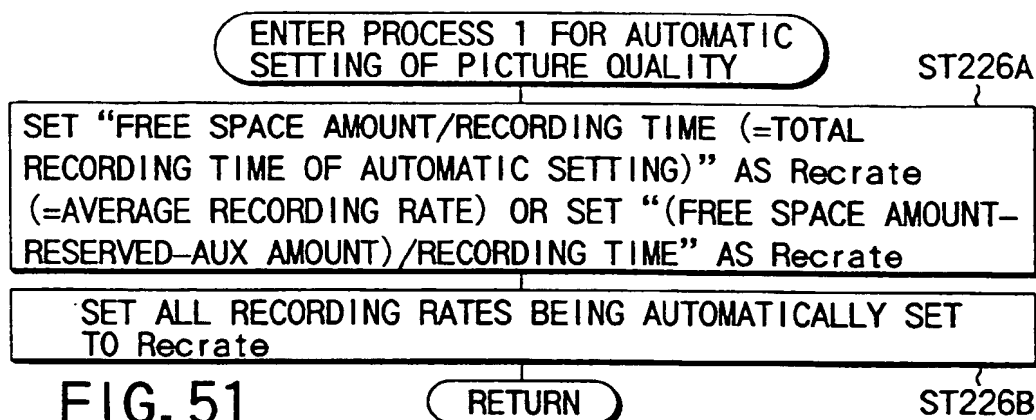 ENTER PROCESS 1 FOR AUTOMATIC
SETTING OF PICTURE QUALITY
ST226A
SET “FREE SPACE AMOUNT/RECORDING TIME (=TOTAL
RECORDING TIME OF AUTOMATIC SETTING)” AS Recrate
(=AVERAGE RECORDING RATE) OR SET “(FREE SPACE AMOUNT–
RESERVED–AUX AMOUNT)/RECORDING TIME” AS Recrate
SET ALL RECORDING RATES BEING AUTOMATICALLY SET
TO Recrate
FIG. 51
RETURN
ST226B